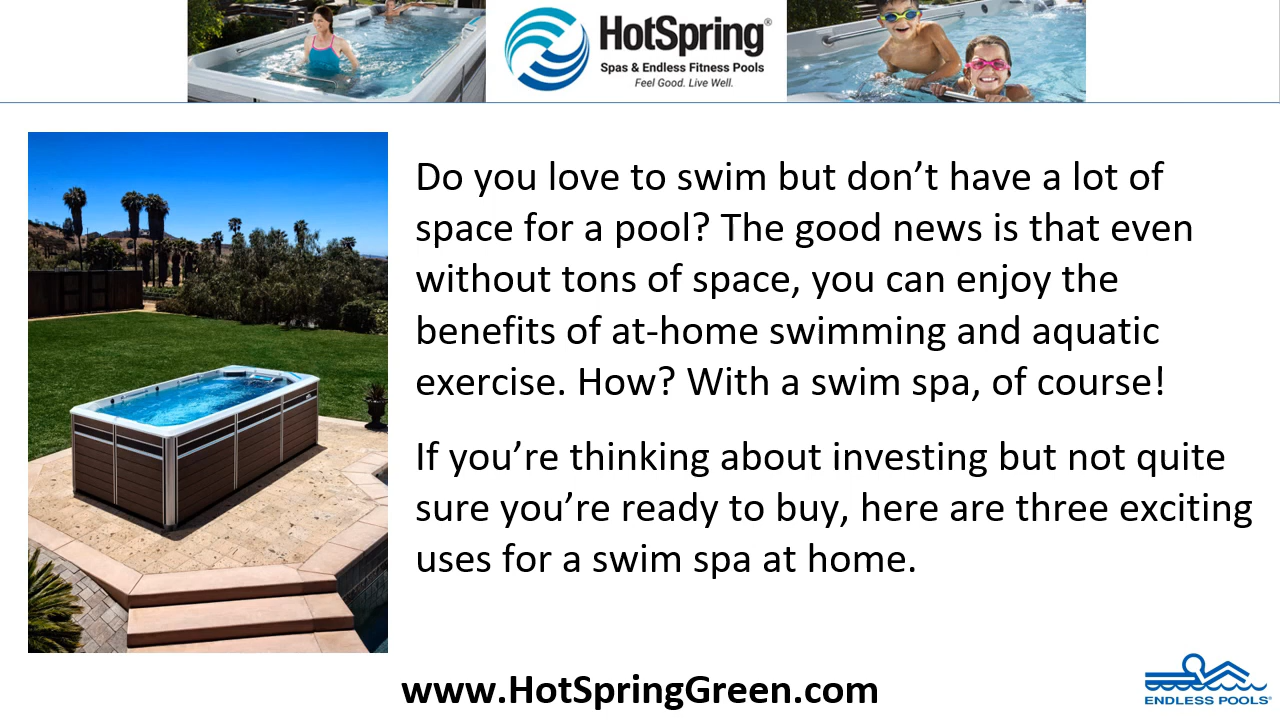 HotSpring®
Spas & Endless Fitness Pools
Feel Good. Live Well.
Do you love to swim but don’t have a lot of
space for a pool? The good news is that even
without tons of space, you can enjoy the
benefits of at-home swimming and aquatic
exercise. How? With a swim spa, of course!
If you’re thinking about investing but not quite
sure you’re ready to buy, here are three exciting
uses for a swim spa at home.
www.HotSpringGreen.com
ENDLESS POOLS®